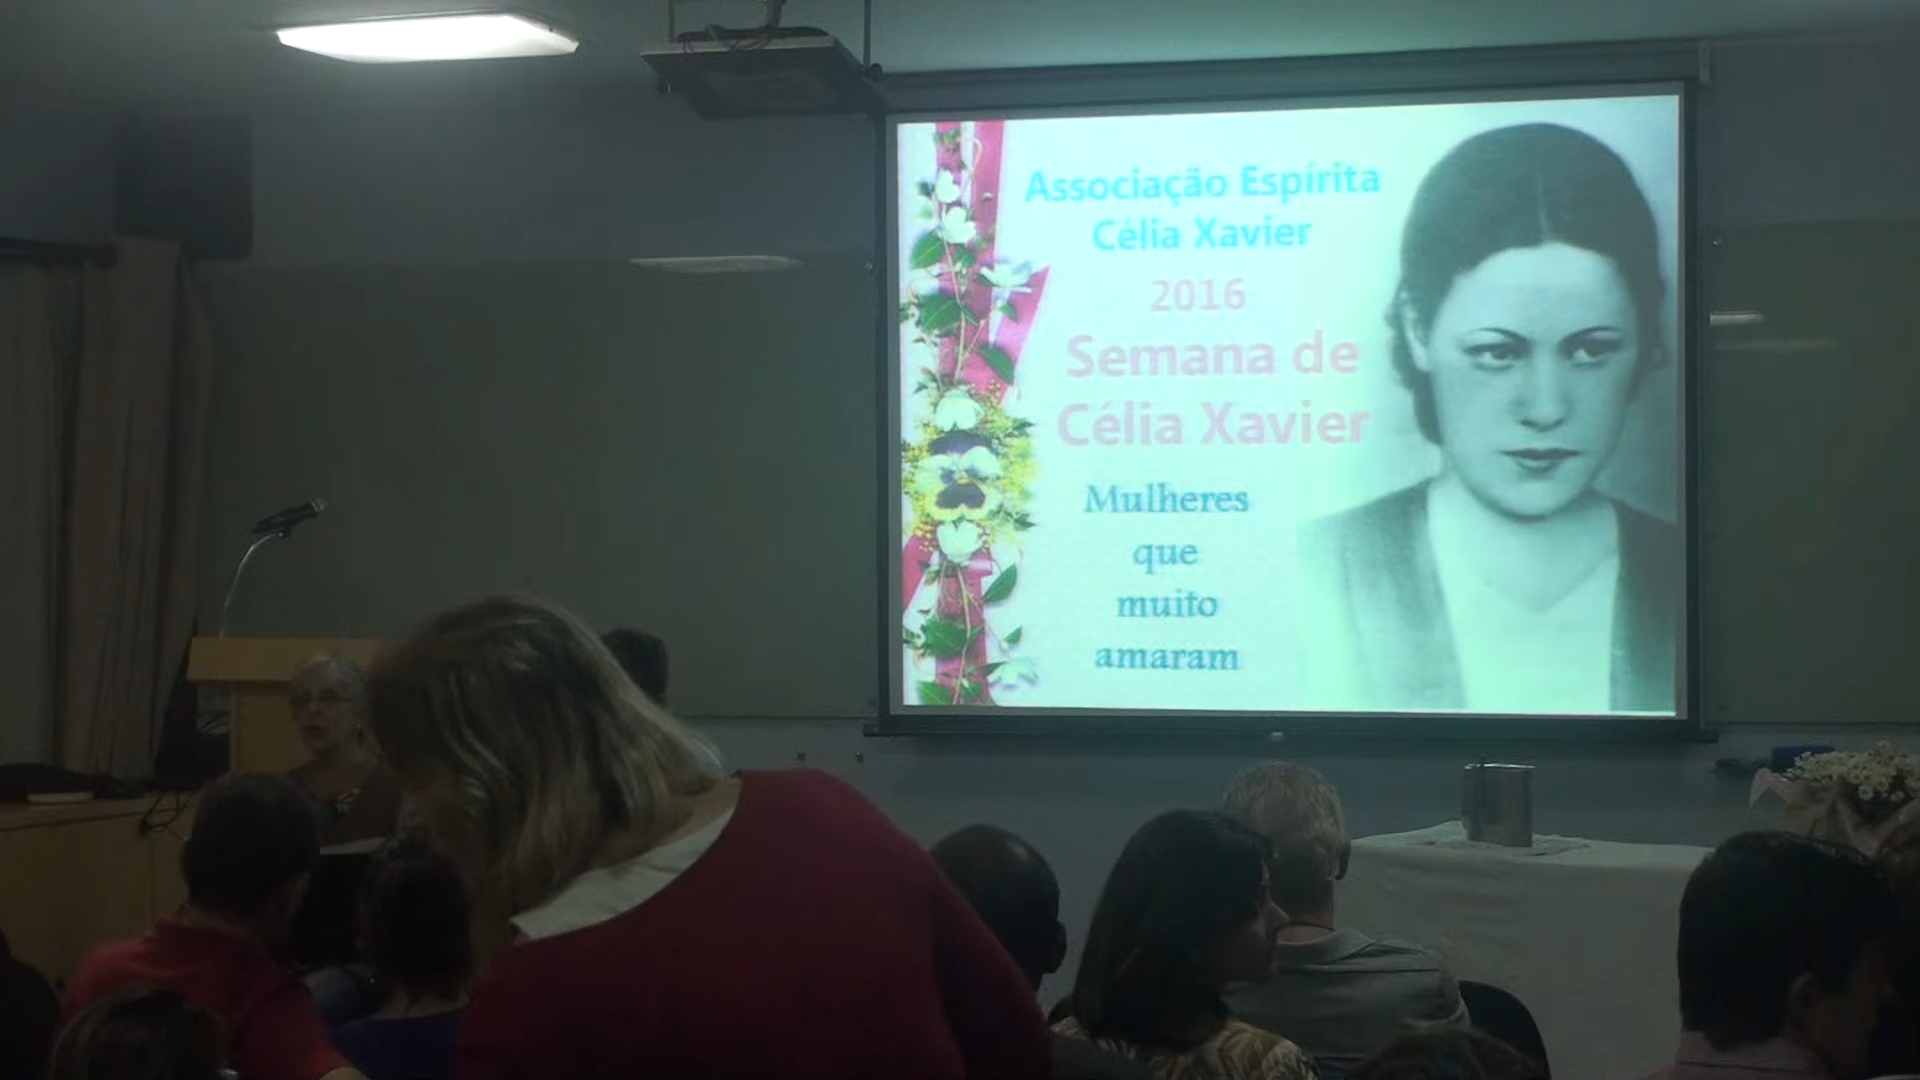 Associação Espírita
Célia Xavier
2016
Semana de
Célia Xavier
Mulheres
que
muito
amaram